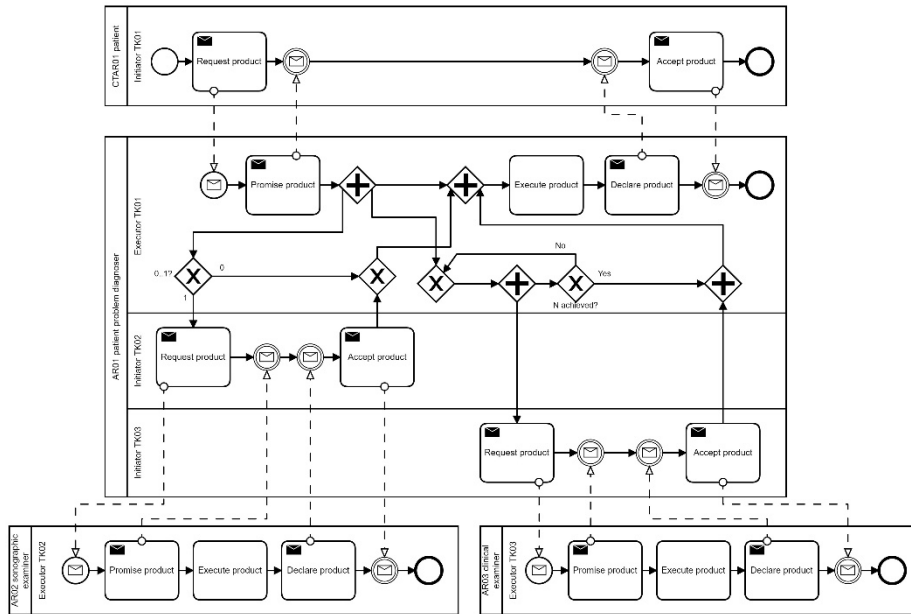 CTAR01 patient
Initiator TK01
Request product
Accept product
AR01 patient problem diagnoser
Executor TK01
Promise product
Execute product
Declare product
No
0..1?
0
Yes
1
N achieved?
Initiator TK02
Request product
Accept product
Initiator TK03
Request product
Accept product
AR02 sonographic
examiner
Executor TK02
Promise product
Execute product
Declare product
AR03 clinical
examiner
Executor TK03
Promise product
Execute product
Declare product